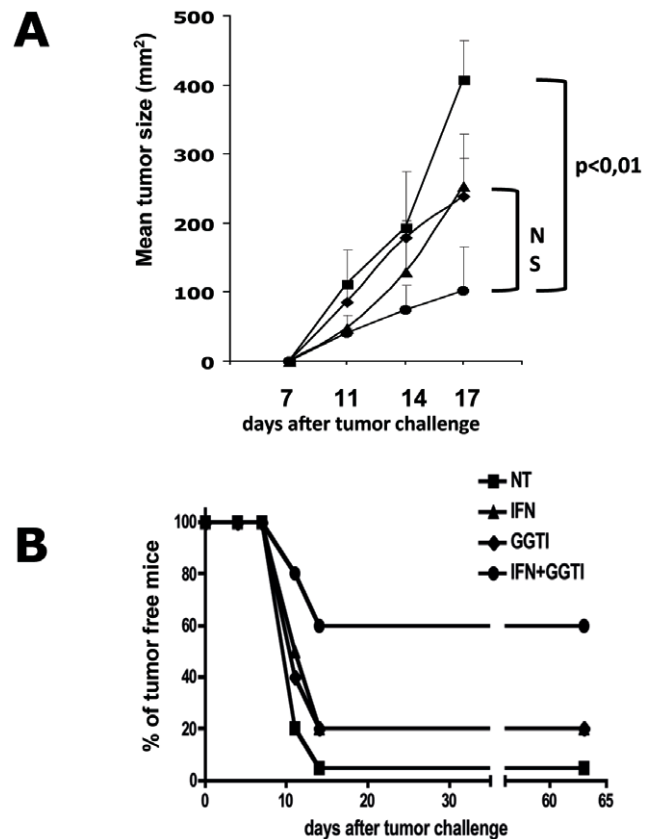 A
Mean tumor size (mm²)
500
400
300
200
100
0
7 11 14 17
days after tumor challenge
N
S
p<0,01
B
NT
IFN
GGTI
IFN+GGTI
% of tumor free mice
100
80
60
40
20
0
0 10 20 30 60 65
days after tumor challenge